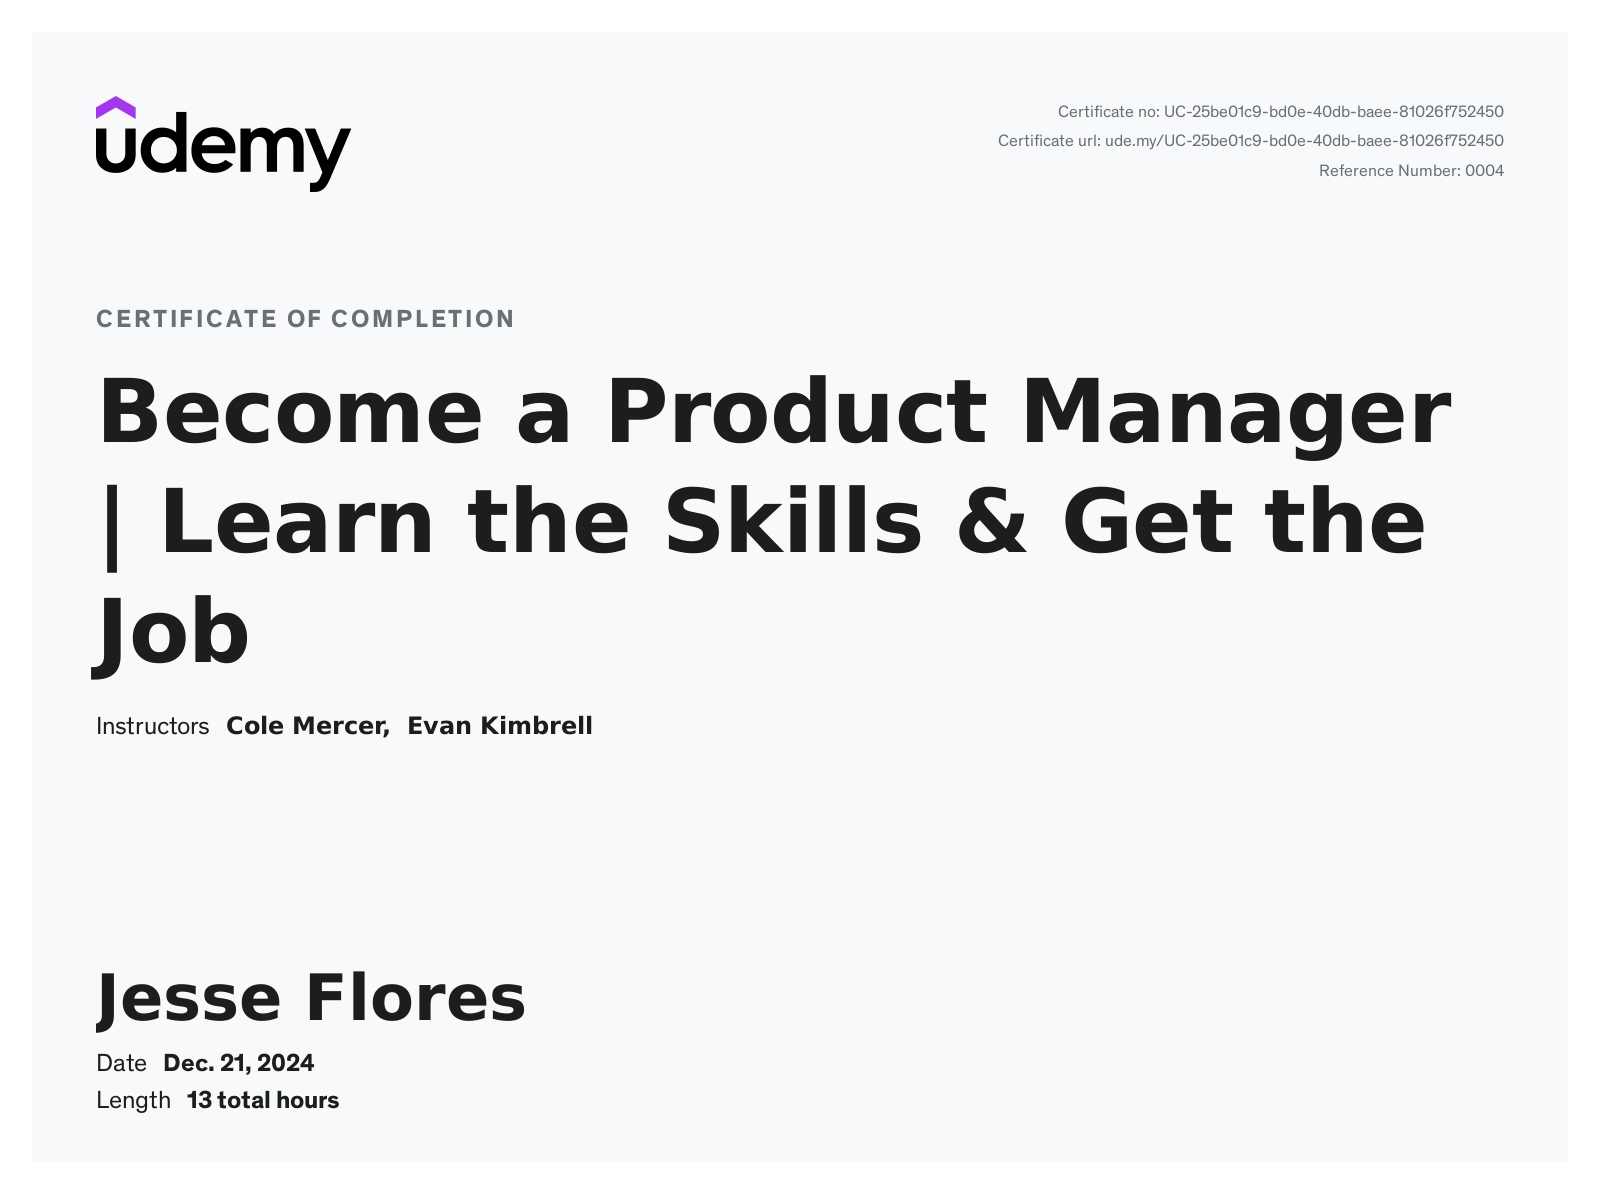 udemy
Certificate no: UC-25be01c9-bd0e-40db-baee-81026f752450
Certificate url: ude.my/UC-25be01c9-bd0e-40db-baee-81026f752450
Reference Number: 0004
CERTIFICATE OF COMPLETION
Become a Product Manager
| Learn the Skills & Get the
Job
Instructors Cole Mercer, Evan Kimbrell
Jesse Flores
Date Dec. 21, 2024
Length 13 total hours